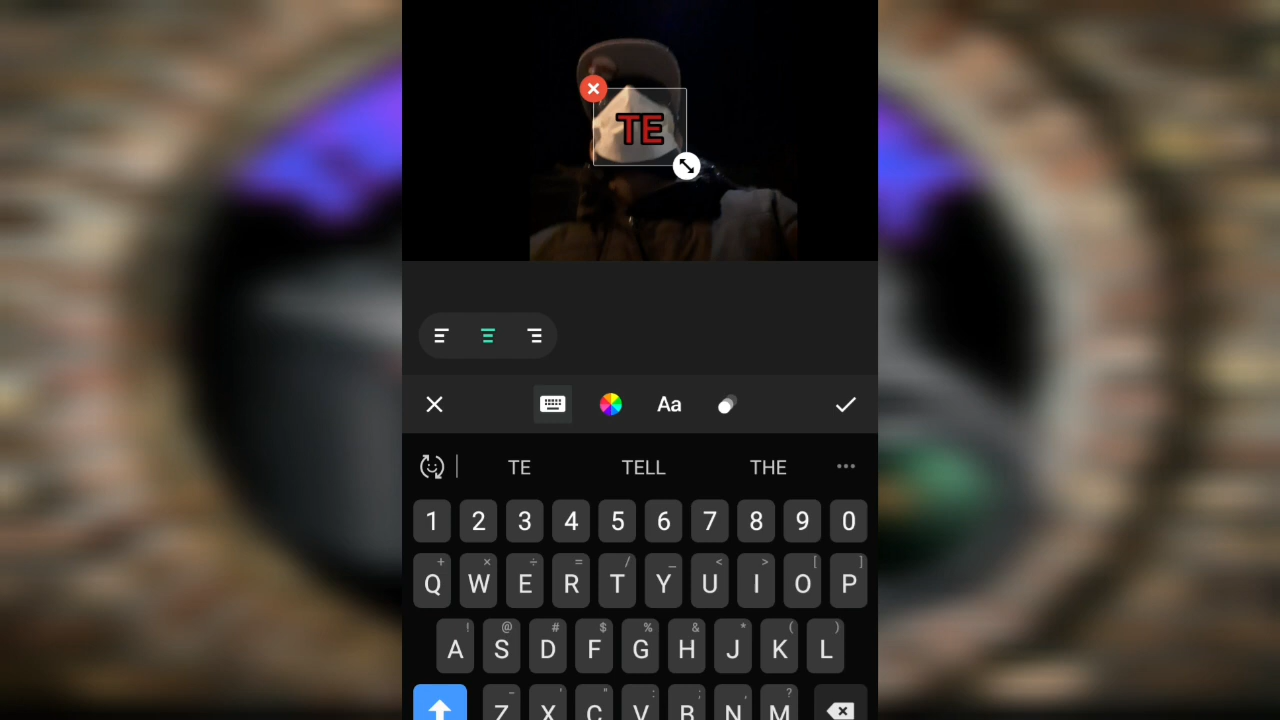 TE
Aa
TE TELL THE
1 2 3 4 5 6 7 8 9 0
+ × ÷ = / _ < > [ ]
Q W E R T Y U I O P
! @ # $ % & * ( )
A S D F G H J K L
- ' " : ; , ?
Z X C V B N M